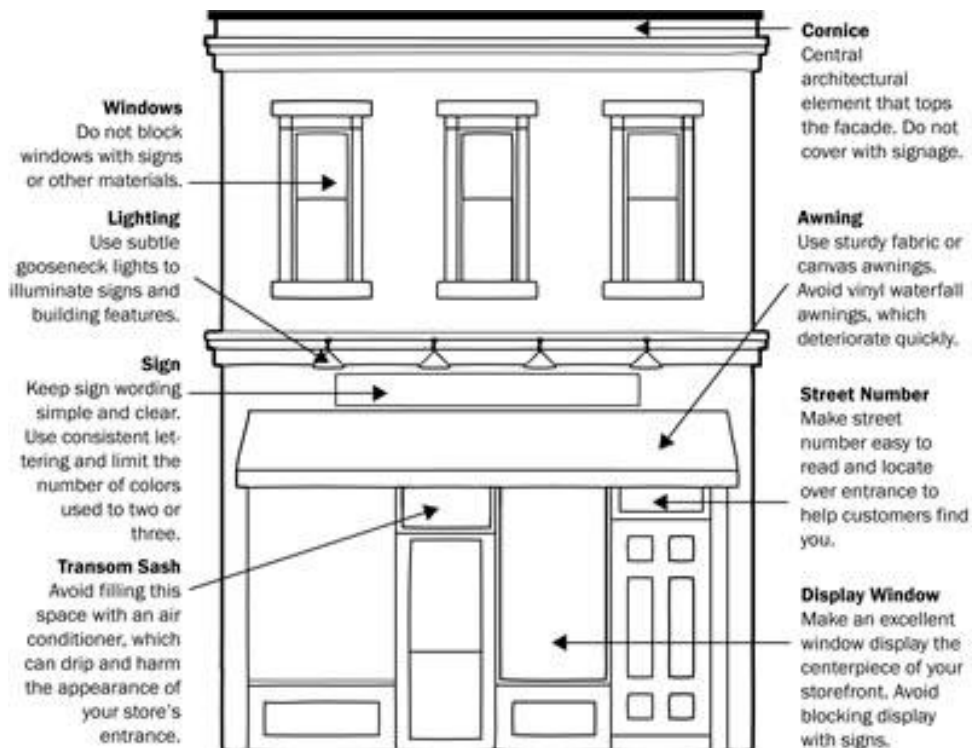 Windows
Do not block
windows with signs
or other materials.
Lighting
Use subtle
gooseneck lights to
illuminate signs and
building features.
Sign
Keep sign wording
simple and clear.
Use consistent let-
tering and limit the
number of colors
used to two or
three.
Transom Sash
Avoid filling this
space with an air
conditioner, which
can drip and harm
the appearance of
your store's
entrance.
Cornice
Central
architectural
element that tops
the facade. Do not
cover with signage.
Awning
Use sturdy fabric or
canvas awnings.
Avoid vinyl waterfall
awnings, which
deteriorate quickly.
Street Number
Make street
number easy to
read and locate
over entrance to
help customers find
you.
Display Window
Make an excellent
window display the
centerpiece of your
storefront. Avoid
blocking display
with signs.